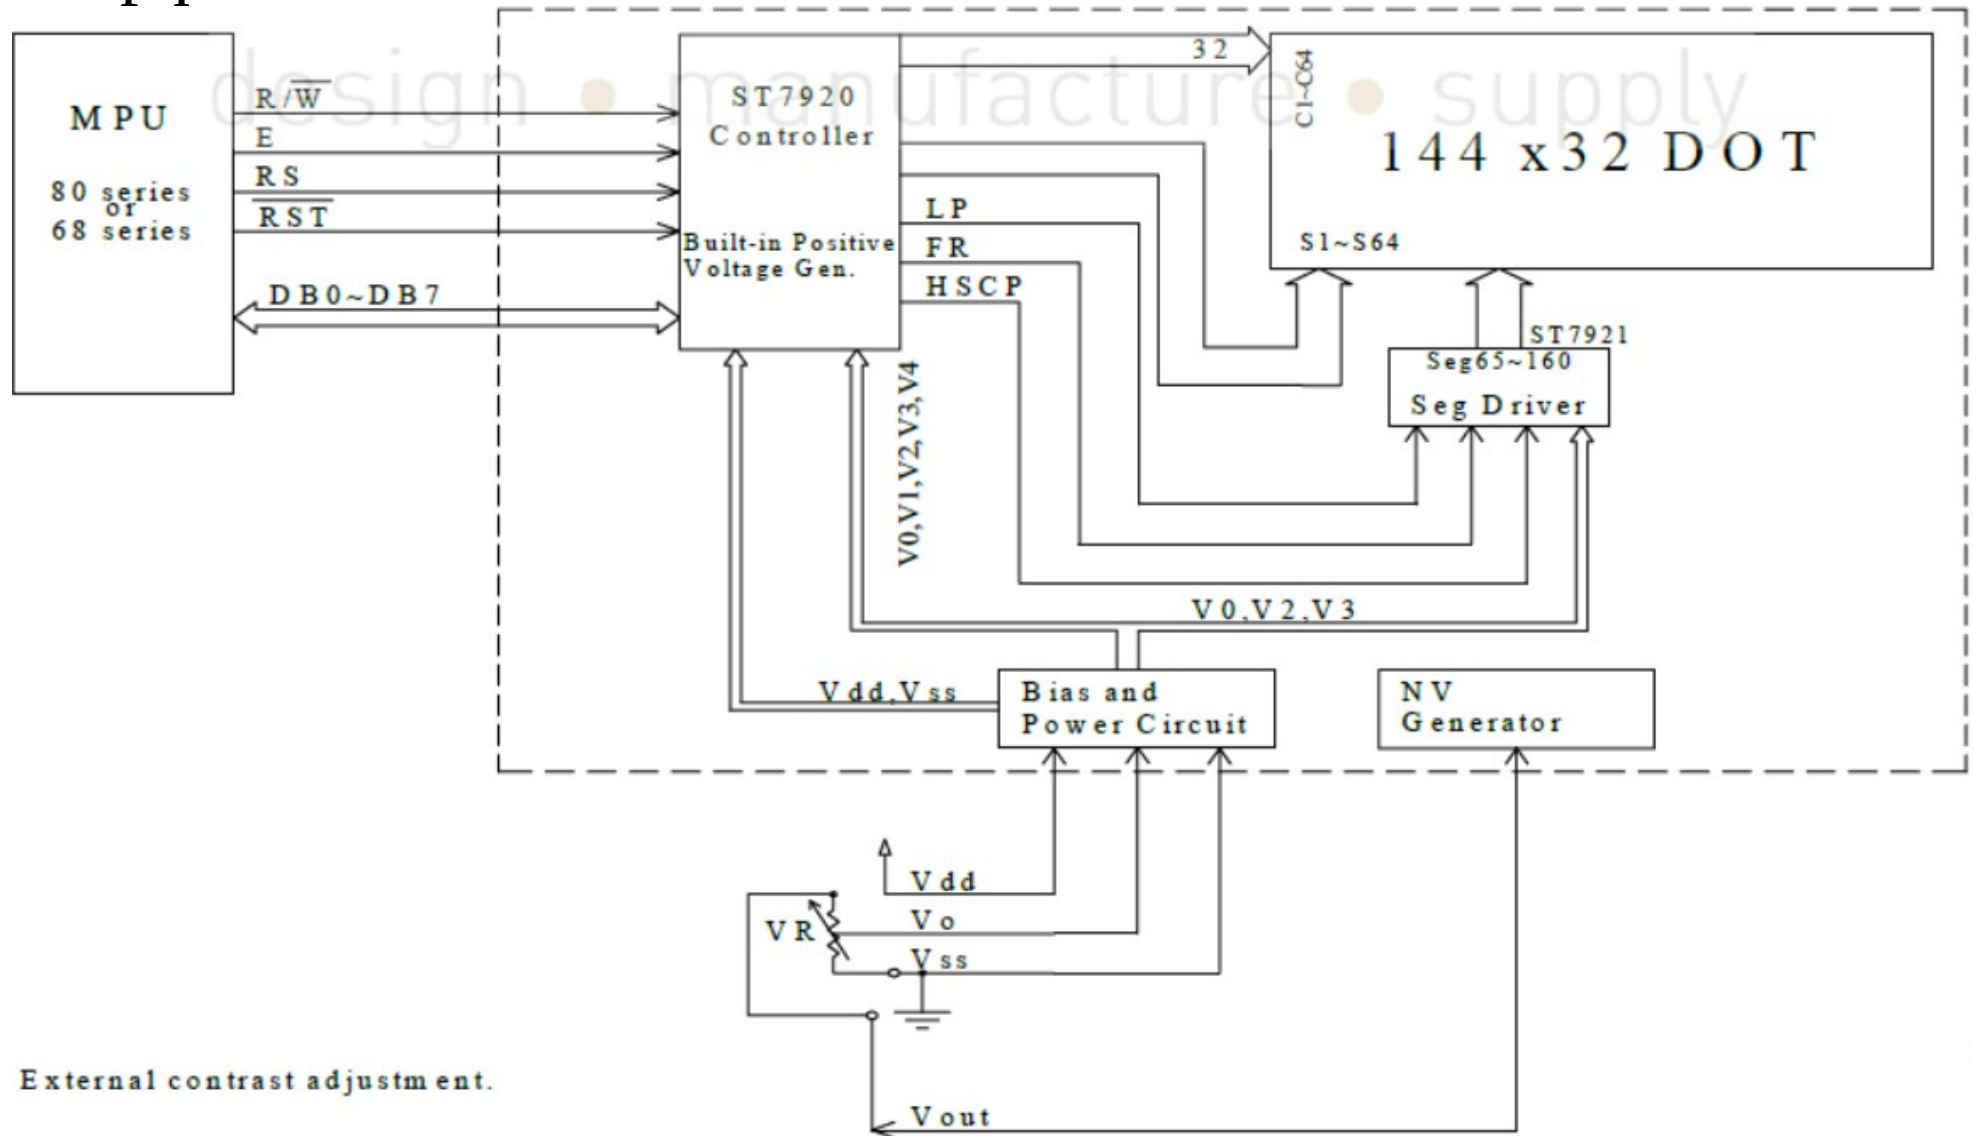 design • manufacture • supply
MPU
80 series
or
68 series
R/W
E
RS
RST
DB0~DB7
ST7920
Controller
Built-in Positive
Voltage Gen.
32
C1~C64
144 x32 DOT
S1~S64
LP
FR
HSCP
ST7921
Seg65~160
Seg Driver
V0,V1,V2,V3,V4
V0,V2,V3
Vdd,Vss
Bias and
Power Circuit
NV
Generator
Vdd
VR
Vo
Vss
External contrast adjustment.
Vout